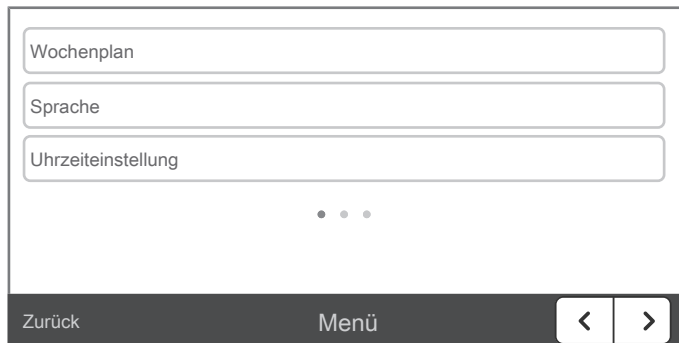 Wochenplan
Sprache
Uhrzeiteinstellung
Zurück Menü